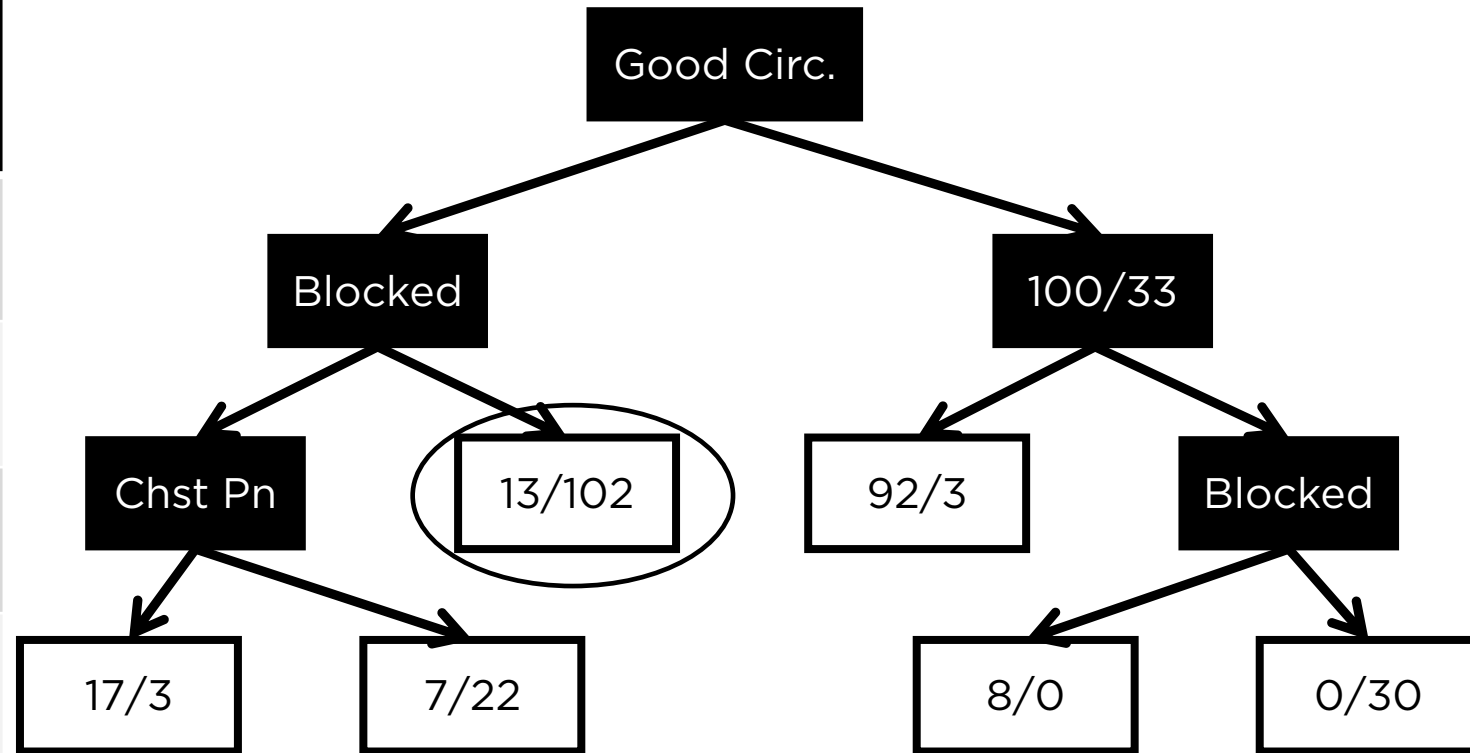 Good Circ.
Blocked
100/33
Chst Pn
13/102
92/3
Blocked
17/3
7/22
8/0
0/30